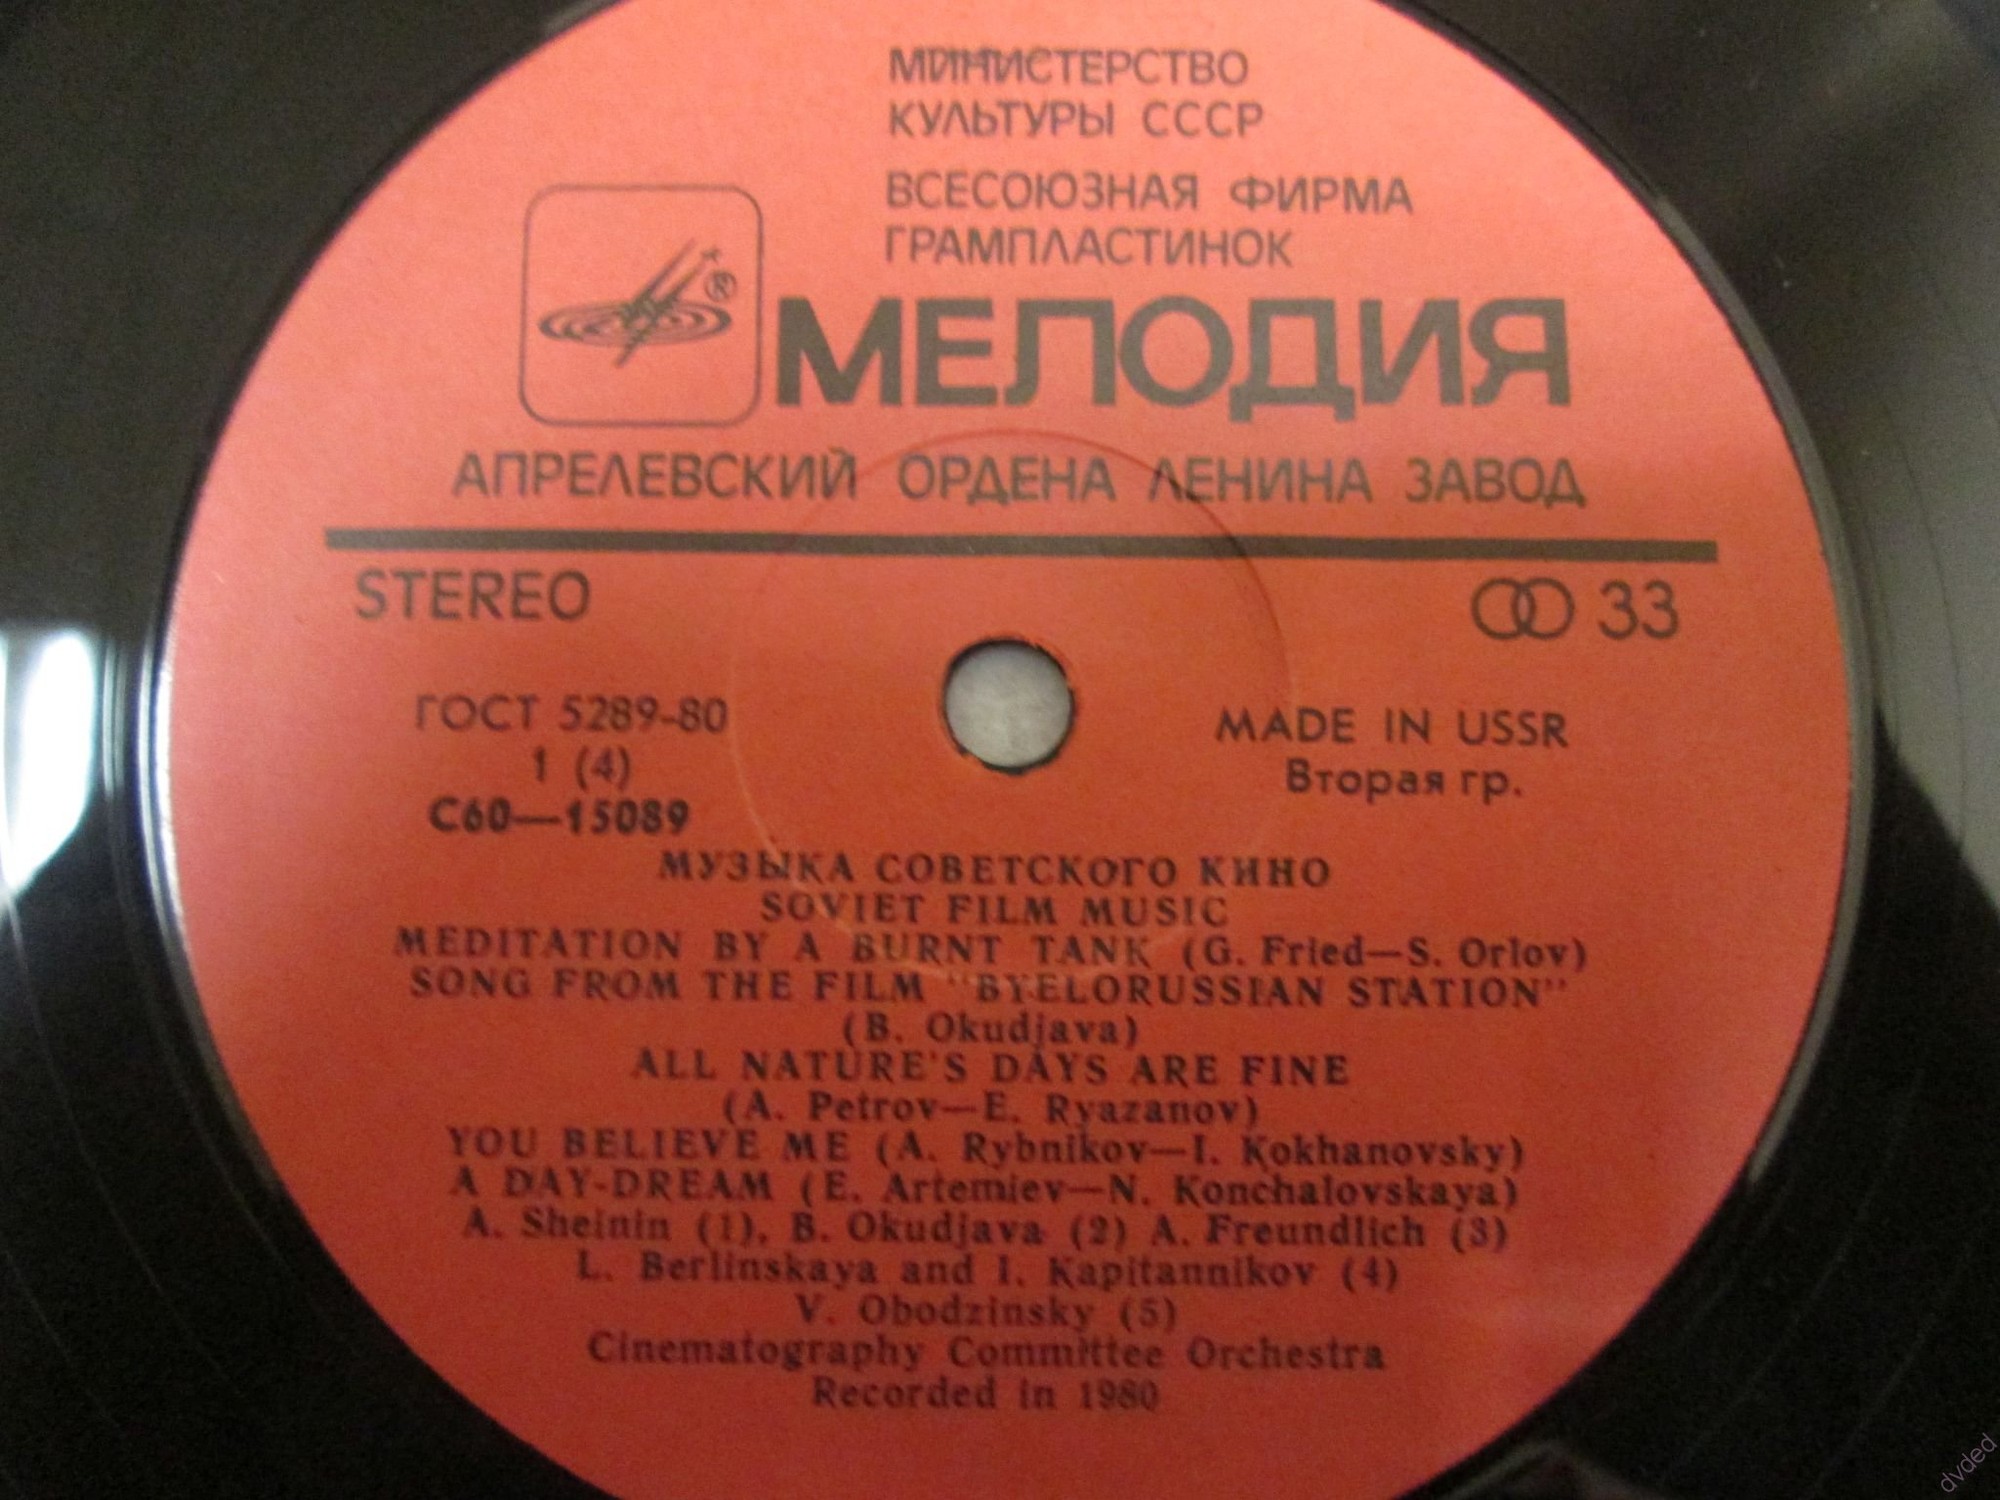 МИНИСТЕРСТВО
КУЛЬТУРЫ СССР
ВСЕСОЮЗНАЯ ФИРМА
ГРАМПЛАСТИНОК
®
МЕЛОДИЯ
АПРЕЛЕВСКИЙ ОРДЕНА ЛЕНИНА ЗАВОД
STEREO
33
ГОСТ 5289-80
MADE IN USSR
1 (4)
Вторая гр.
С60—15089
МУЗЫКА СОВЕТСКОГО КИНО
SOVIET FILM MUSIC
MEDITATION BY A BURNT TANK (G. Fried—S. Orlov)
SONG FROM THE FILM "BYELORUSSIAN STATION"
(B. Okudjava)
ALL NATURE'S DAYS ARE FINE
(A. Petrov—E. Ryazanov)
YOU BELIEVE ME (A. Rybnikov—I. Kokhanovsky)
A DAY-DREAM (E. Artemiev—N. Konchalovskaya)
A. Sheinin (1), B. Okudjava (2) A. Freundlich (3)
L. Berlinskaya and I. Kapitannikov (4)
V. Obodzinsky (5)
Cinematography Committee Orchestra
Recorded in 1980
dvded